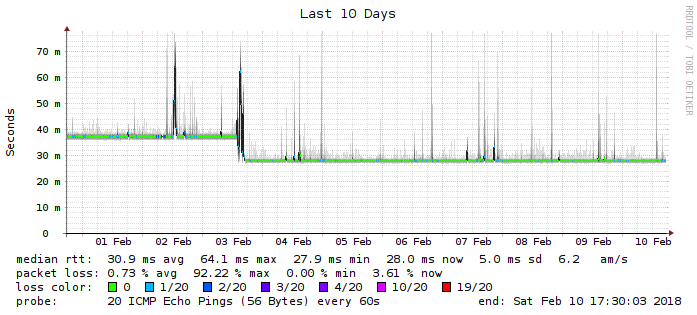 Last 10 Days
RRDTOOL / TOBI OETIKER
Seconds
70 m
60 m
50 m
40 m
30 m
20 m
10 m
0
01 Feb 02 Feb 03 Feb 04 Feb 05 Feb 06 Feb 07 Feb 08 Feb 09 Feb 10 Feb
median rtt: 30.9 ms avg 64.1 ms max 27.9 ms min 28.0 ms now 5.0 ms sd 6.2 am/s
packet loss: 0.73 % avg 92.22 % max 0.00 % min 3.61 % now
loss color: 0 1/20 2/20 3/20 4/20 10/20 19/20
probe: 20 ICMP Echo Pings (56 Bytes) every 60s end: Sat Feb 10 17:30:03 2018